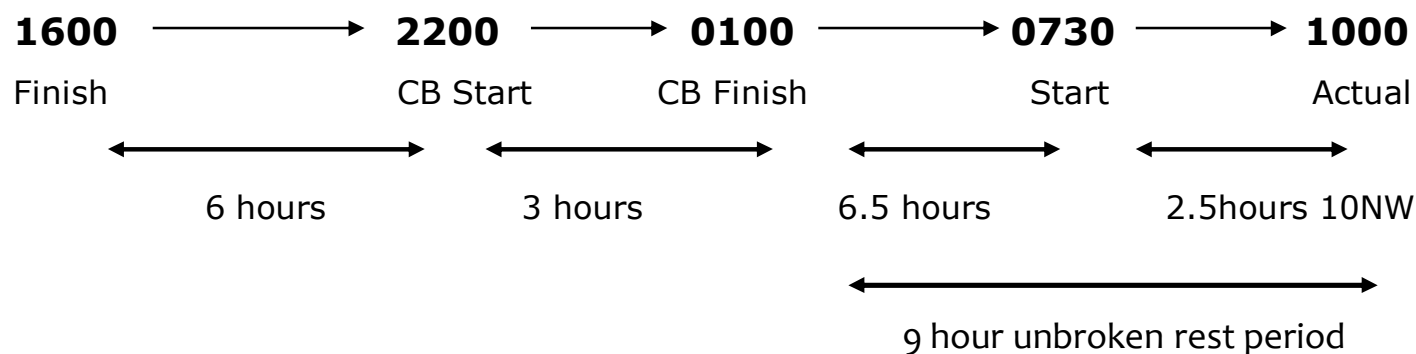 1600 2200 0100 0730 1000
Finish CB Start CB Finish Start Actual
6 hours 3 hours 6.5 hours 2.5hours 10NW
9 hour unbroken rest period